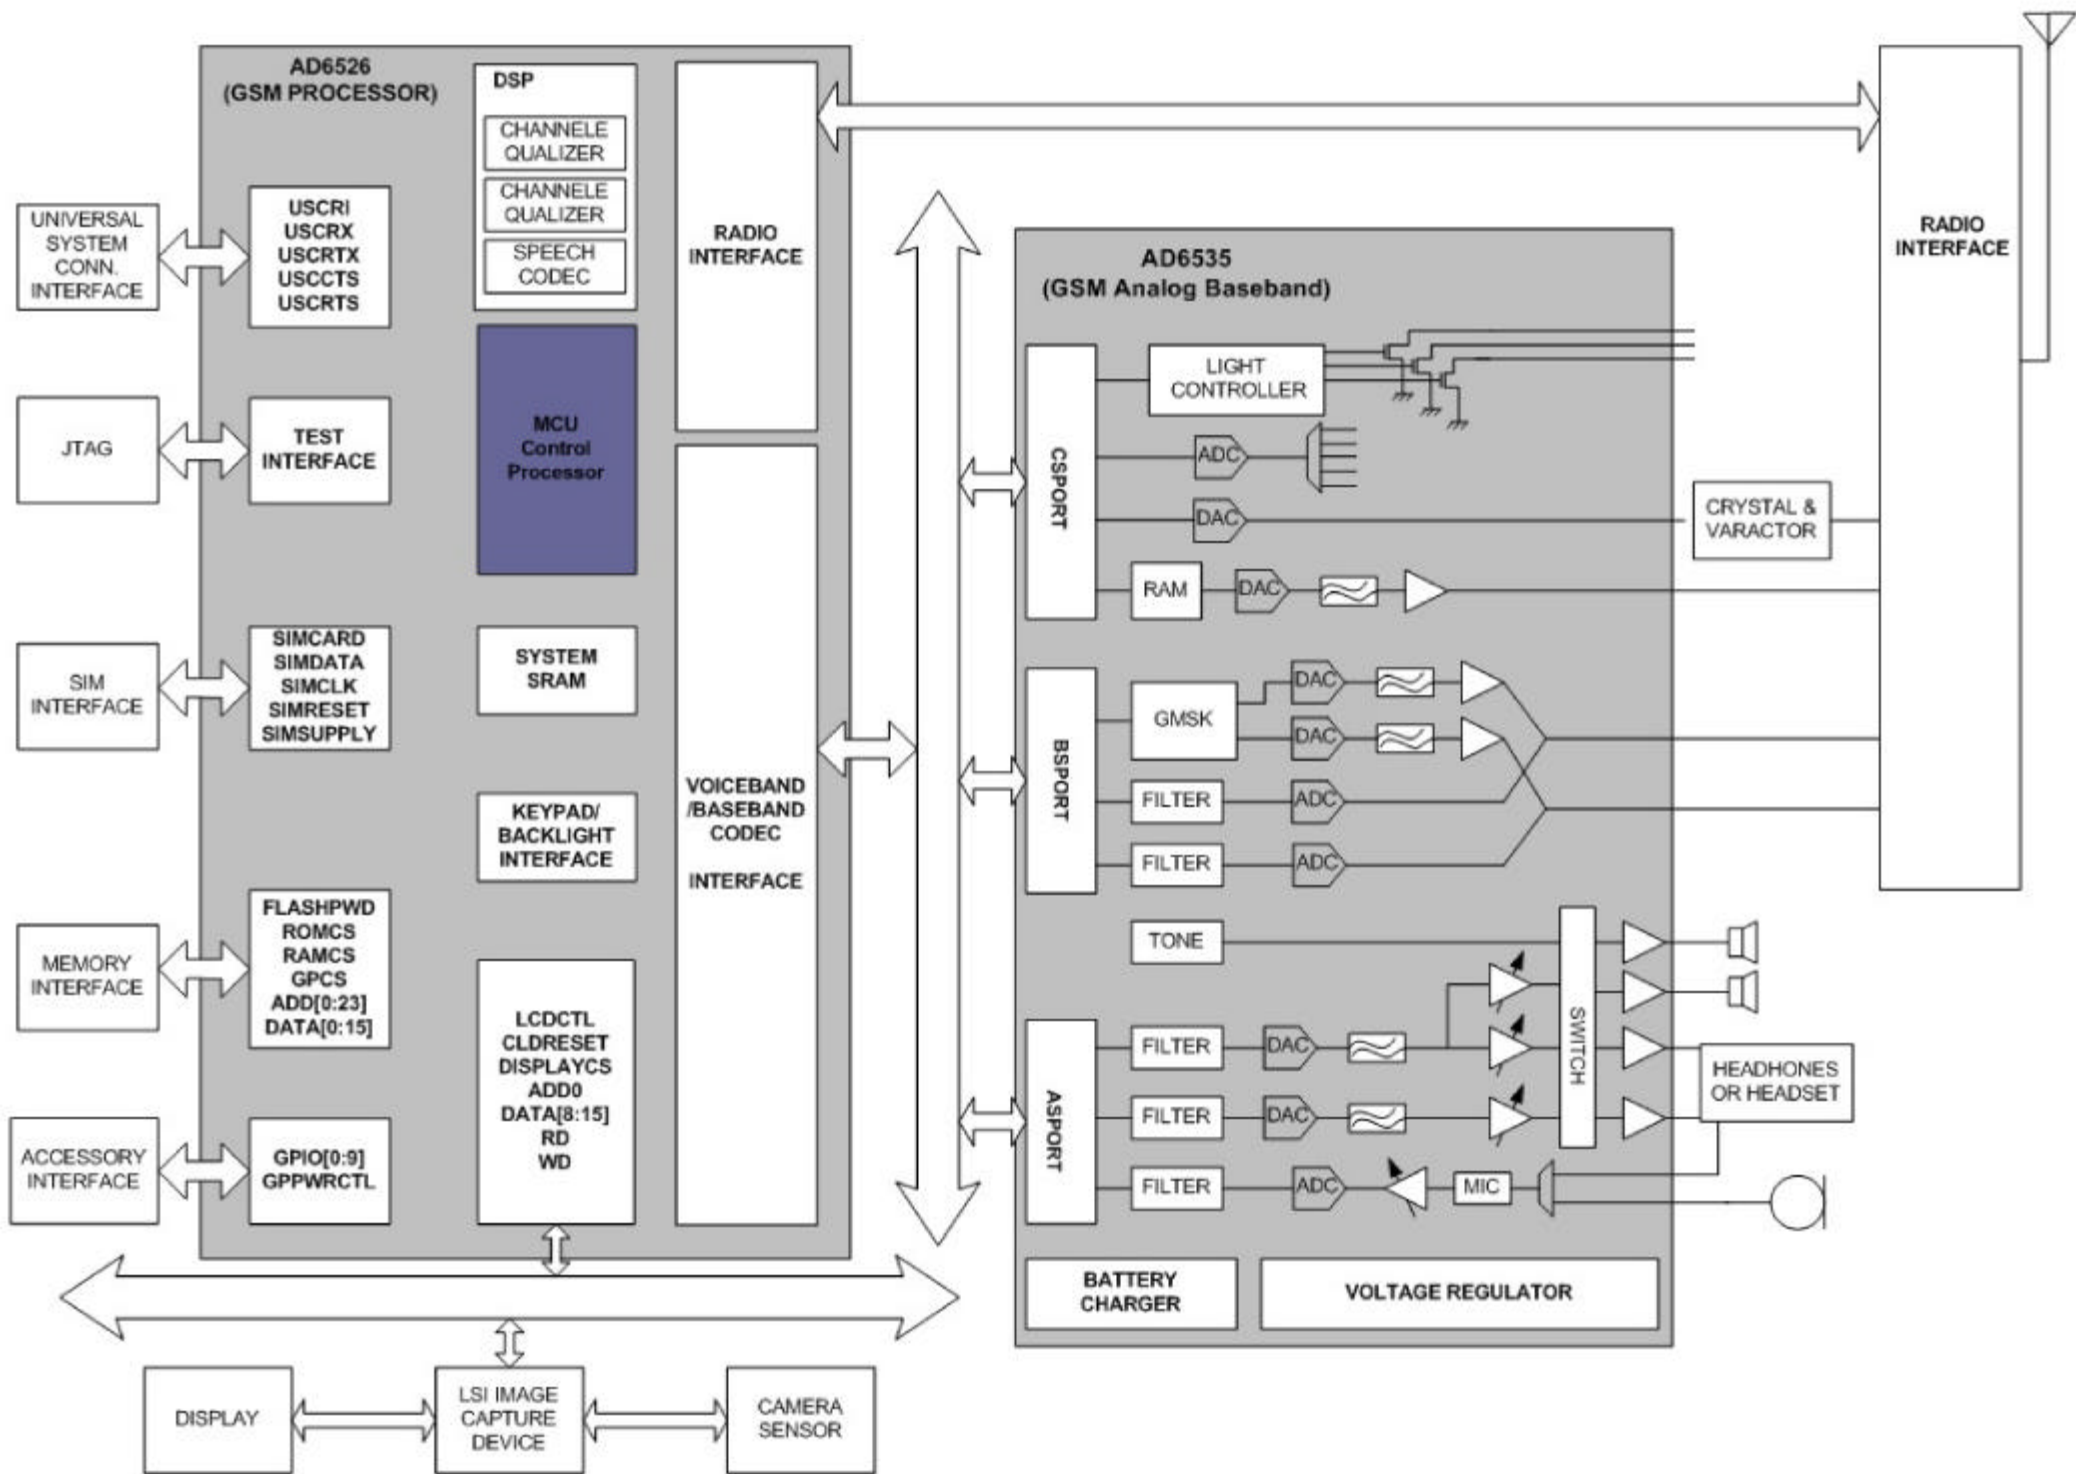 AD6526
(GSM PROCESSOR)
DSP
CHANNELE
QUALIZER
CHANNELE
QUALIZER
SPEECH
CODEC
RADIO
INTERFACE
UNIVERSAL
SYSTEM
CONN.
INTERFACE
USCRI
USCRX
USCRTX
USCCTS
USCRTS
JTAG
TEST
INTERFACE
MCU
Control
Processor
SIM
INTERFACE
SIMCARD
SIMDATA
SIMCLK
SIMRESET
SIMSUPPLY
SYSTEM
SRAM
KEYPAD/
BACKLIGHT
INTERFACE
VOICEBAND
/BASEBAND
CODEC
INTERFACE
MEMORY
INTERFACE
FLASHPWD
ROMCS
RAMCS
GPCS
ADD[0:23]
DATA[0:15]
LCDCTL
CLDRESET
DISPLAYCS
ADD0
DATA[8:15]
RD
WD
ACCESSORY
INTERFACE
GPIO[0:9]
GPPWRCTL
DISPLAY
LSI IMAGE
CAPTURE
DEVICE
CAMERA
SENSOR
AD6535
(GSM Analog Baseband)
CSPORT
LIGHT
CONTROLLER
ADC
DAC
RAM
DAC
CRYSTAL &
VARACTOR
RADIO
INTERFACE
BSPORT
GMSK
DAC
DAC
FILTER
ADC
FILTER
ADC
TONE
SWITCH
ASPORT
FILTER
DAC
FILTER
DAC
FILTER
ADC
MIC
HEADHONES
OR HEADSET
BATTERY
CHARGER
VOLTAGE REGULATOR